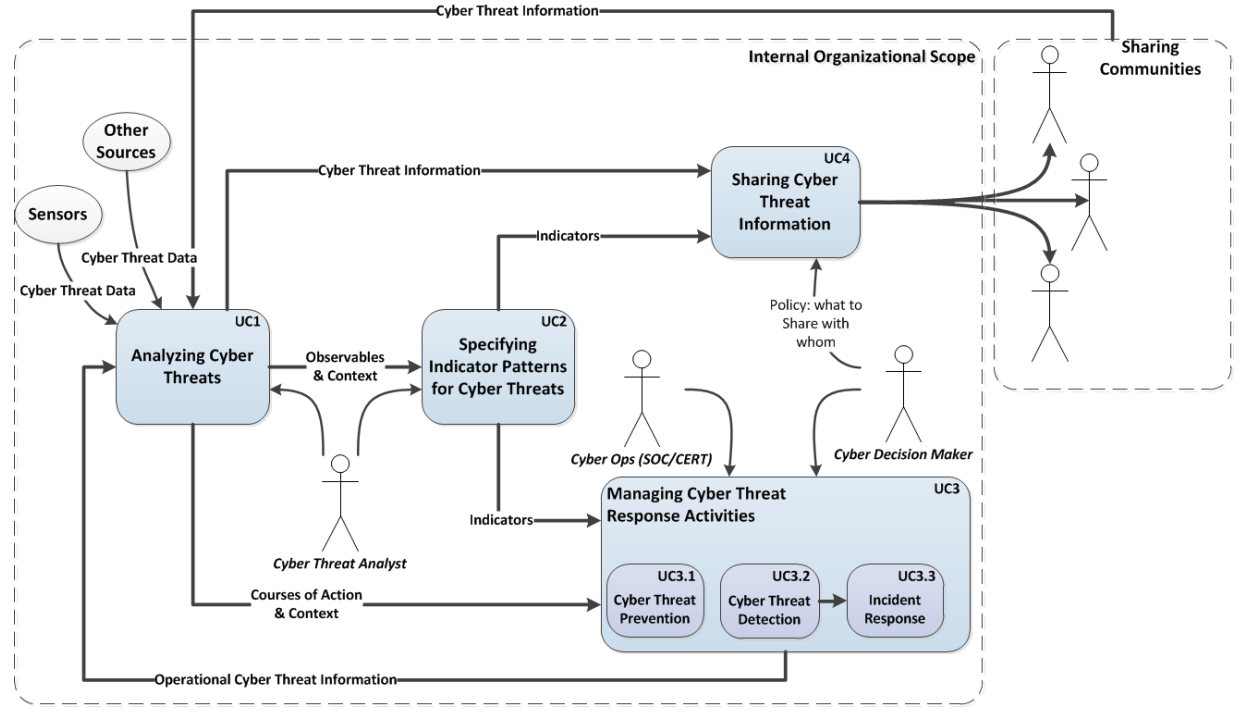 Cyber Threat Information
Internal Organizational Scope
Sharing
Communities
Other
Sources
Sensors
Cyber Threat Data
Cyber Threat Data
Cyber Threat Information
UC4
Sharing Cyber
Threat
Information
Indicators
Policy: what to
Share with
whom
UC1
Analyzing Cyber
Threats
Observables
& Context
UC2
Specifying
Indicator Patterns
for Cyber Threats
Cyber Ops (SOC/CERT)
Cyber Decision Maker
Cyber Threat Analyst
Indicators
Managing Cyber Threat
Response Activities
UC3
UC3.1
Cyber Threat
Prevention
UC3.2
Cyber Threat
Detection
UC3.3
Incident
Response
Courses of Action
& Context
Operational Cyber Threat Information